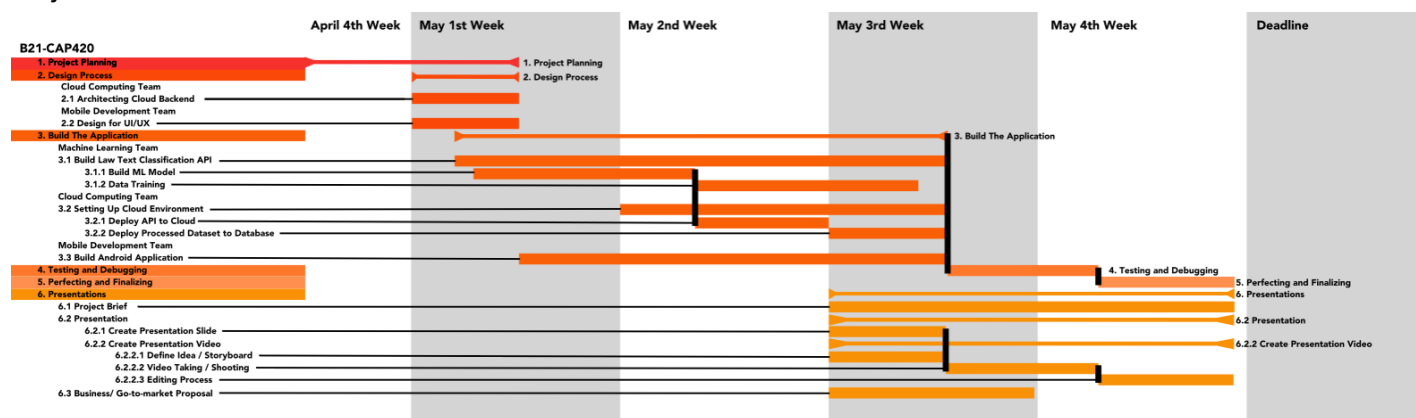 April 4th Week May 1st Week May 2nd Week May 3rd Week May 4th Week Deadline
B21-CAP420
1. Project Planning 1. Project Planning
2. Design Process 2. Design Process
Cloud Computing Team
2.1 Architecting Cloud Backend
Mobile Development Team
2.2 Design for UI/UX
3. Build The Application 3. Build The Application
Machine Learning Team
3.1 Build Law Text Classification API
3.1.1 Build ML Model
3.1.2 Data Training
Cloud Computing Team
3.2 Setting Up Cloud Environment
3.2.1 Deploy API to Cloud
3.2.2 Deploy Processed Dataset to Database
Mobile Development Team
3.3 Build Android Application
4. Testing and Debugging 4. Testing and Debugging
5. Perfecting and Finalizing 5. Perfecting and Finalizing
6. Presentations 6. Presentations
6.1 Project Brief
6.2 Presentation 6.2 Presentation
6.2.1 Create Presentation Slide
6.2.2 Create Presentation Video 6.2.2 Create Presentation Video
6.2.2.1 Define Idea / Storyboard
6.2.2.2 Video Taking / Shooting
6.2.2.3 Editing Process
6.3 Business/ Go-to-market Proposal